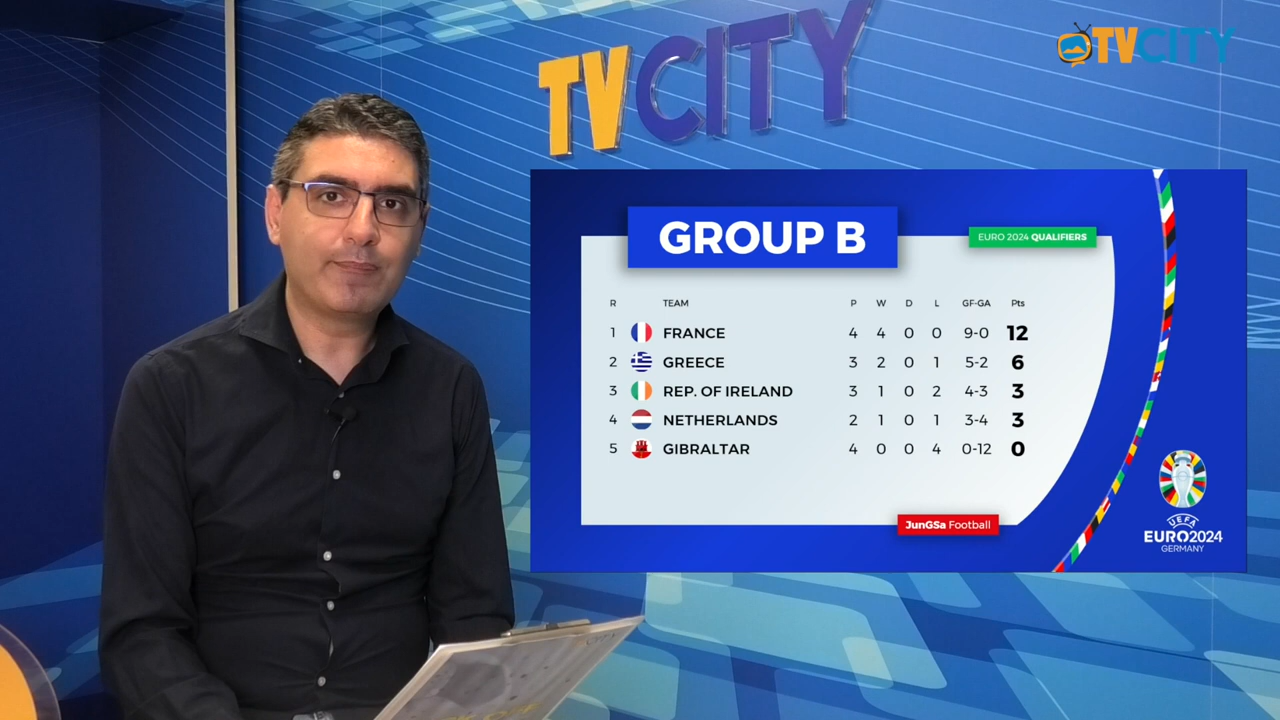 TVCITY
TVCITY
GROUP B
EURO 2024 QUALIFIERS
R TEAM P W D L GF-GA Pts
1 FRANCE 4 4 0 0 9-0 12
2 GREECE 3 2 0 1 5-2 6
3 REP. OF IRELAND 3 1 0 2 4-3 3
4 NETHERLANDS 2 1 0 1 3-4 3
5 GIBRALTAR 4 0 0 4 0-12 0
JunGSa Football
UEFA
EURO2024
GERMANY
CITY